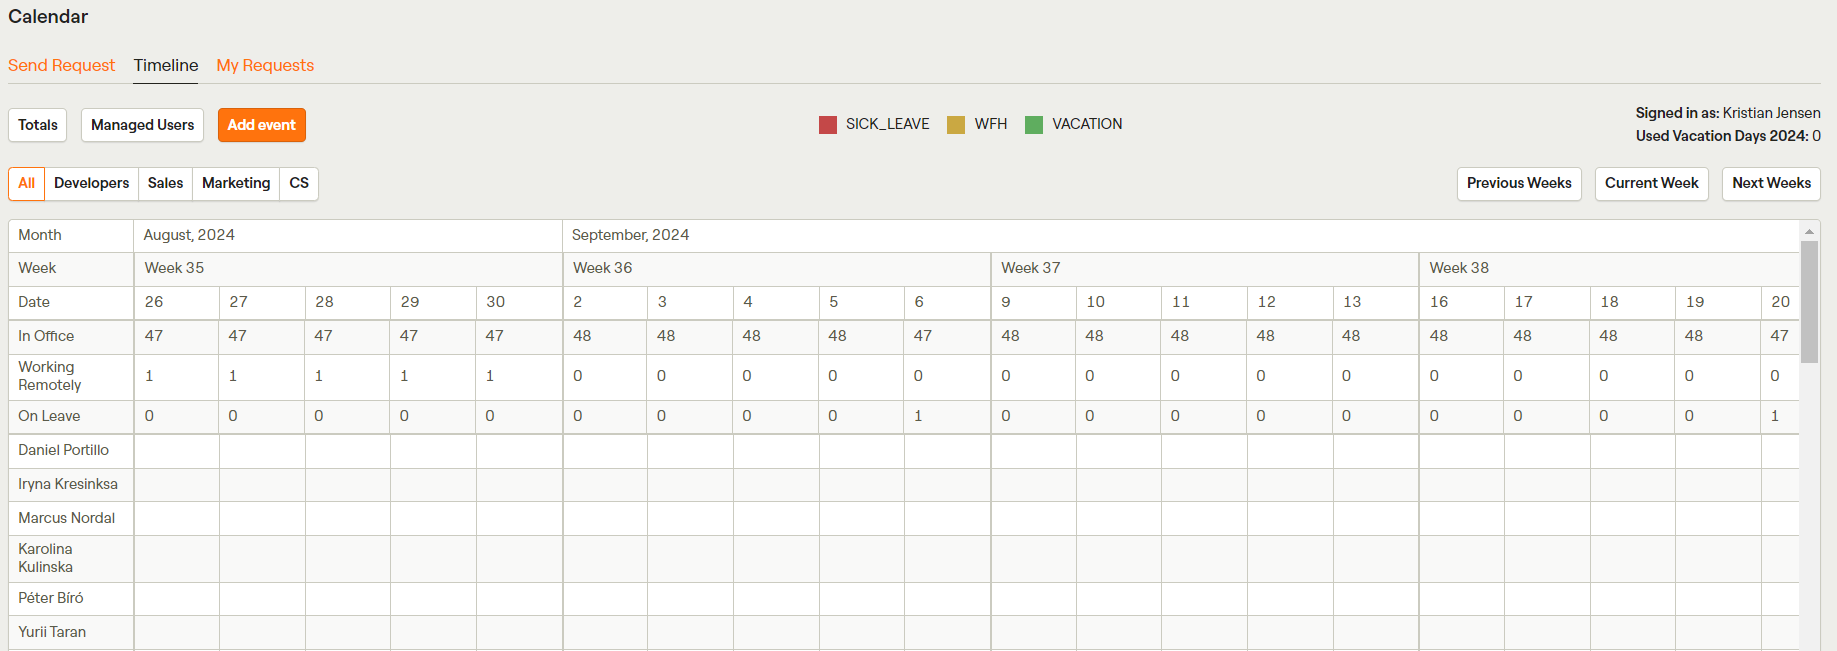 Calendar
Send Request Timeline My Requests
Totals Managed Users Add event SICK_LEAVE WFH VACATION Signed in as: Kristian Jensen
Used Vacation Days 2024: 0
All Developers Sales Marketing CS Previous Weeks Current Week Next Weeks
Month August, 2024 September, 2024
Week Week 35 Week 36 Week 37 Week 38
Date 26 27 28 29 30 2 3 4 5 6 9 10 11 12 13 16 17 18 19 20
In Office 47 47 47 47 47 48 48 48 48 47 48 48 48 48 48 48 48 48 48 47
Working
Remotely 1 1 1 1 1 0 0 0 0 0 0 0 0 0 0 0 0 0 0 0
On Leave 0 0 0 0 0 0 0 0 0 1 0 0 0 0 0 0 0 0 0 1
Daniel Portillo
Iryna Kresinksa
Marcus Nordal
Karolina
Kulinska
Péter Bíró
Yurii Taran